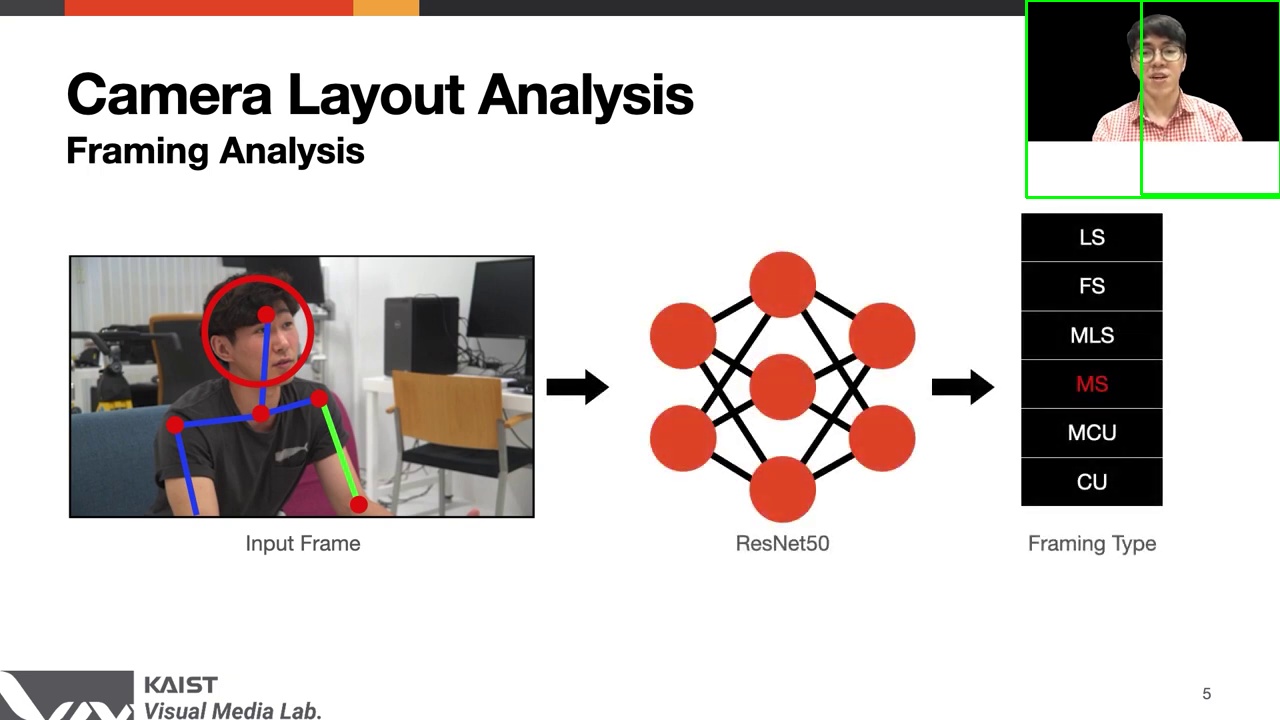 Camera Layout Analysis
Framing Analysis
LS
FS
MLS
MS
MCU
CU
Input Frame
ResNet50
Framing Type
KAIST
Visual Media Lab.
5